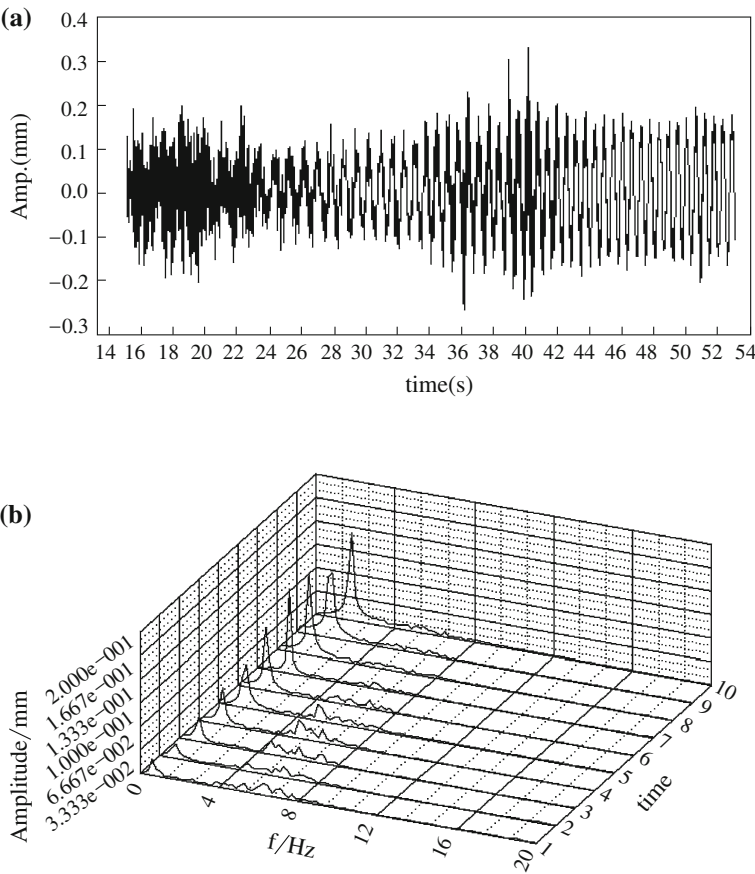 (a)
0.4
0.3
0.2
0.1
0.0
−0.1
−0.2
−0.3
Amp.(mm)
14 16 18 20 22 24 26 28 30 32 34 36 38 40 42 44 46 48 50 52 54
time(s)
(b)
2.000e−001
1.667e−001
1.333e−001
1.000e−001
6.667e−002
3.333e−002
Amplitude/mm
0 4 8 12 16 20
f/Hz
1 2 3 4 5 6 7 8 9 10
time